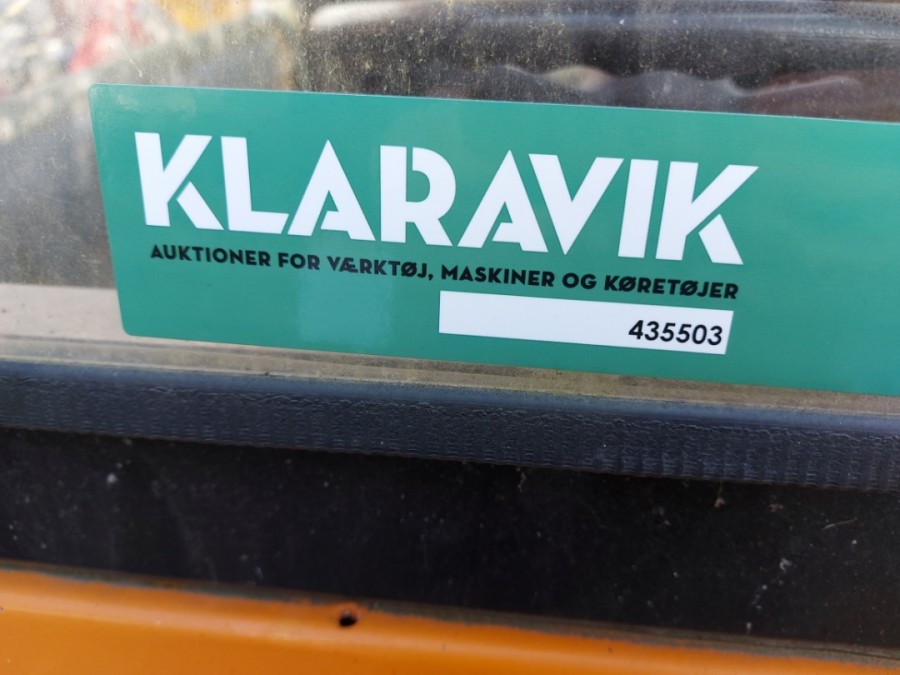 KLARAVIK
AUKTIONER FOR VÆRKTØJ, MASKINER OG KØRETØJER
435503